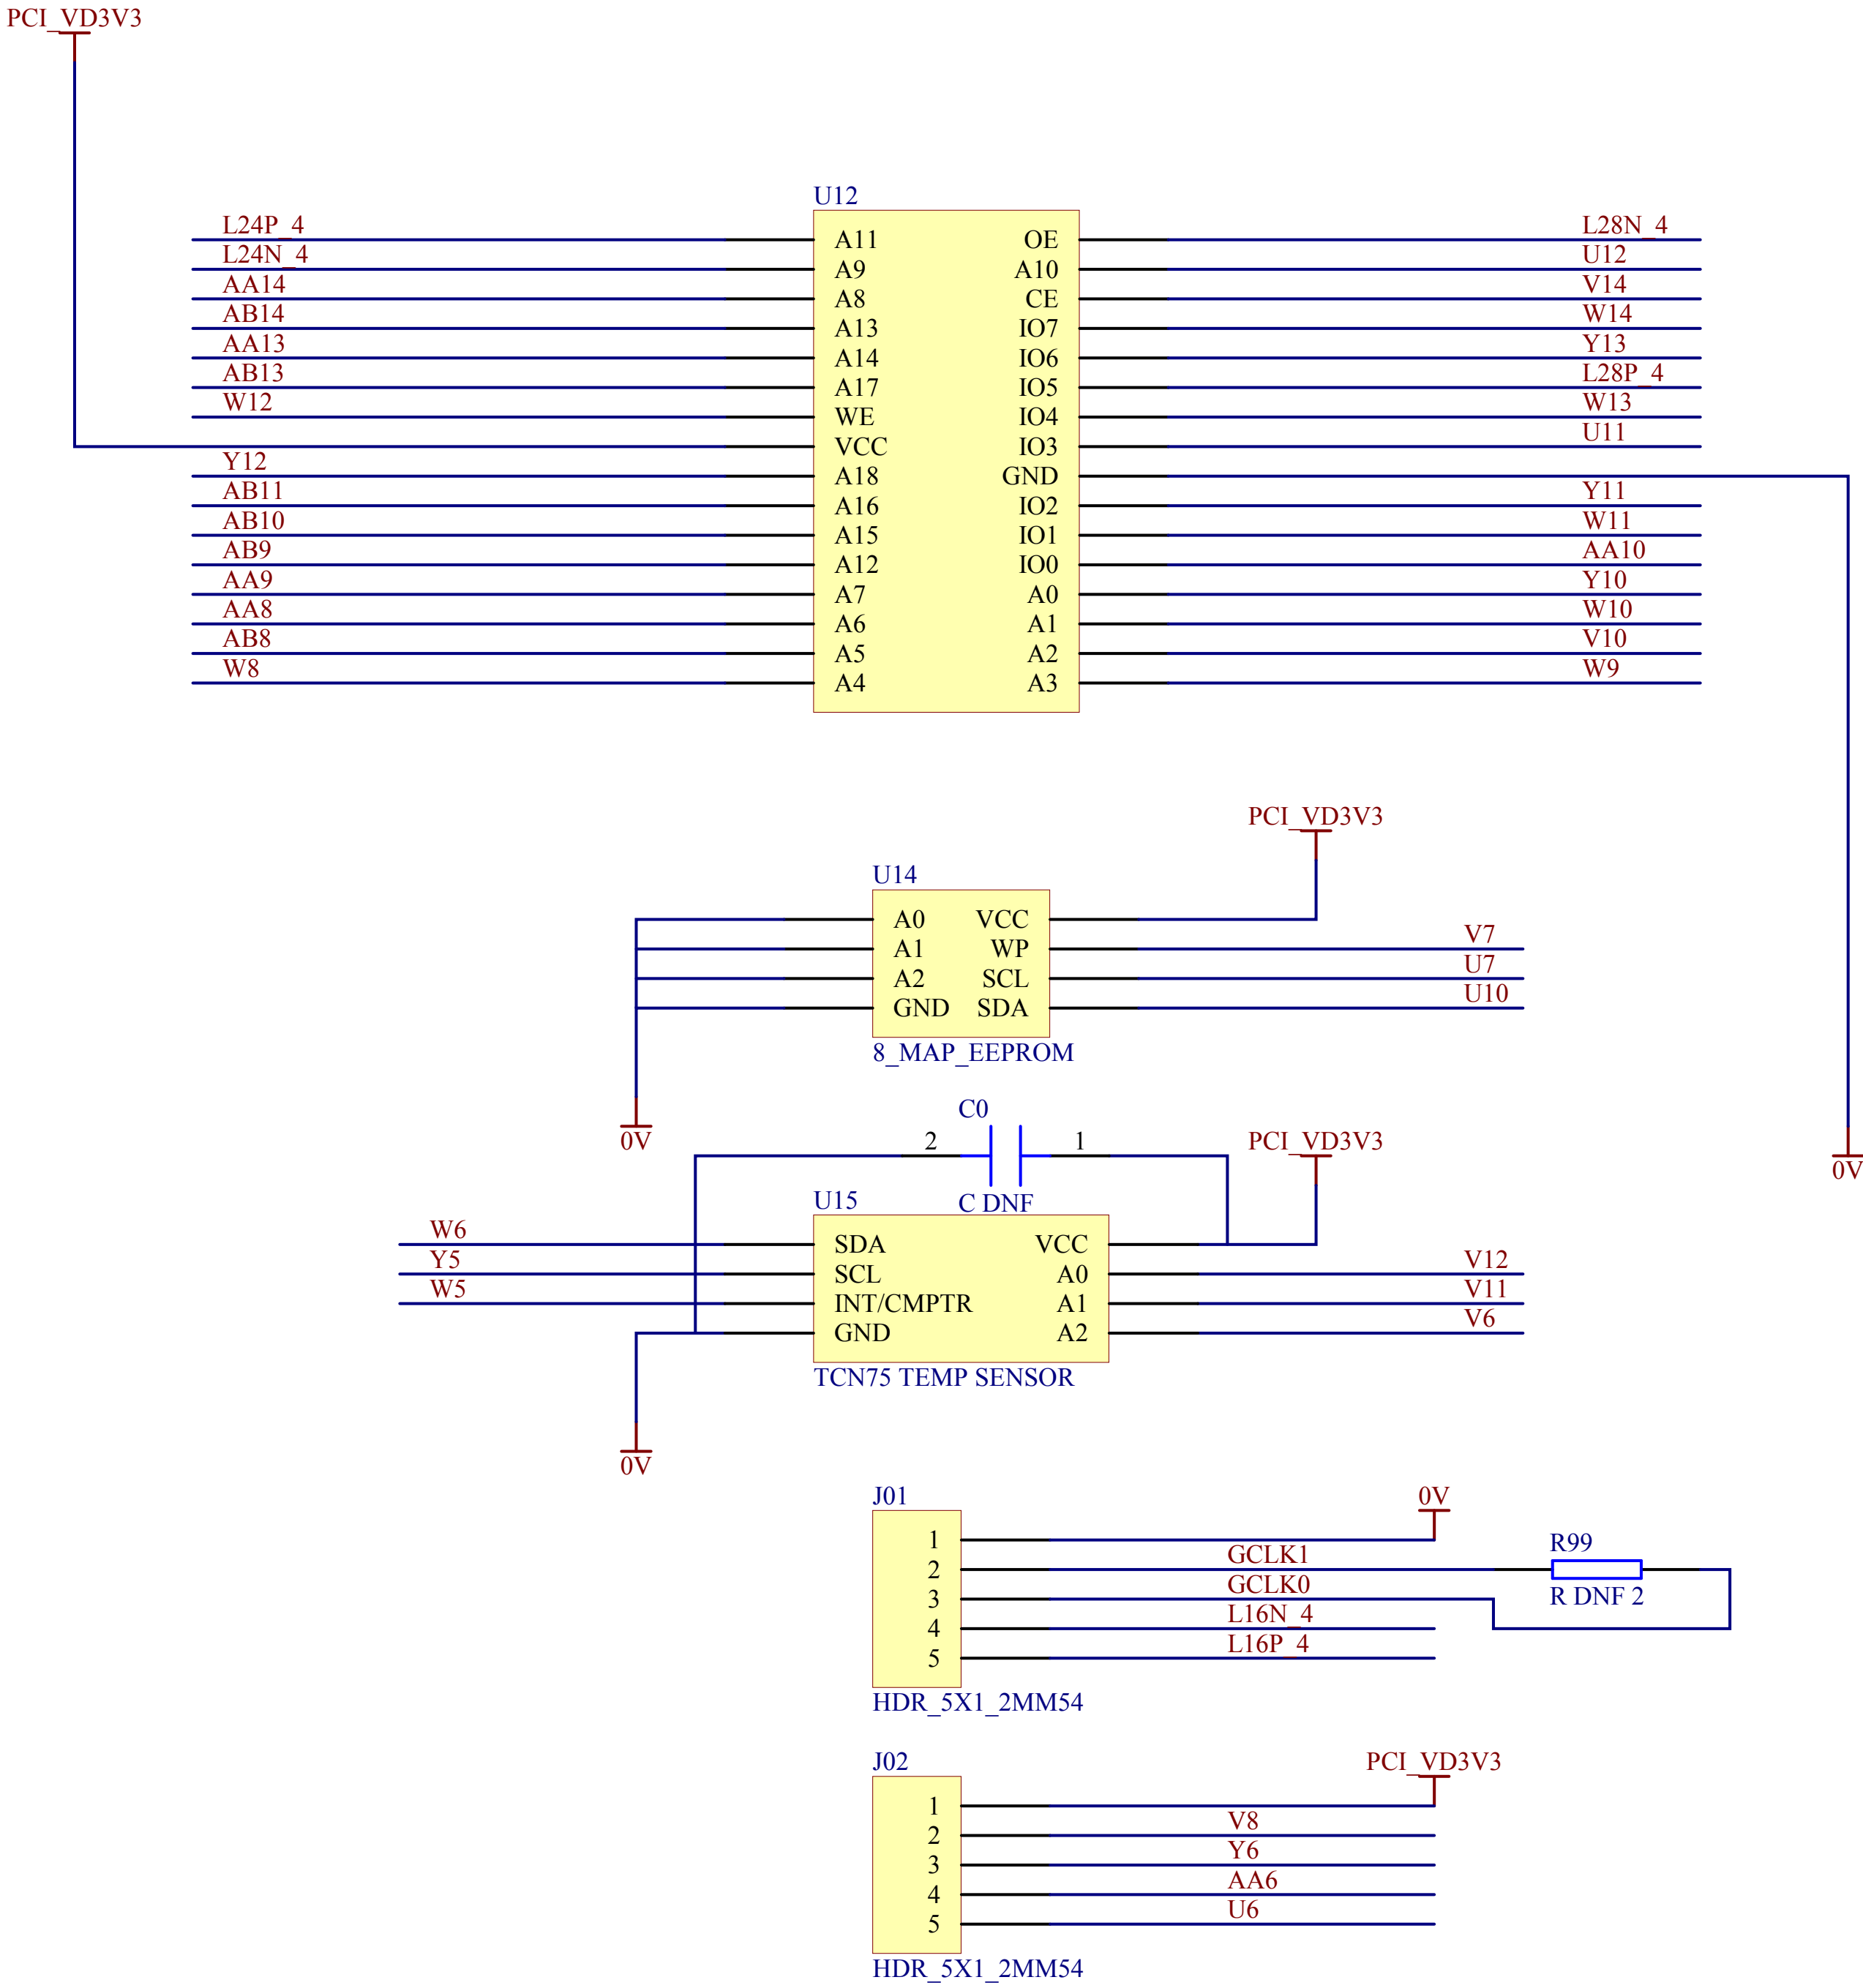 PCI_VD3V3
U12
L24P_4 A11 OE L28N_4
L24N_4 A9 A10 U12
AA14 A8 CE V14
AB14 A13 IO7 W14
AA13 A14 IO6 Y13
AB13 A17 IO5 L28P_4
W12 WE IO4 W13
VCC IO3 U11
Y12 A18 GND
AB11 A16 IO2 Y11
AB10 A15 IO1 W11
AB9 A12 IO0 AA10
AA9 A7 A0 Y10
AA8 A6 A1 W10
AB8 A5 A2 V10
W8 A4 A3 W9
PCI_VD3V3
U14
A0 VCC
A1 WP V7
A2 SCL U7
GND SDA U10
8_MAP_EEPROM
0V
C0
2 1
PCI_VD3V3
0V
U15
C DNF
W6 SDA VCC
Y5 SCL A0 V12
W5 INT/CMPTR A1 V11
GND A2 V6
TCN75 TEMP SENSOR
0V
J01
0V
1
2 GCLK1
R99
3 GCLK0
R DNF 2
4 L16N_4
5 L16P_4
HDR_5X1_2MM54
J02
PCI_VD3V3
1
2 V8
3 Y6
4 AA6
5 U6
HDR_5X1_2MM54